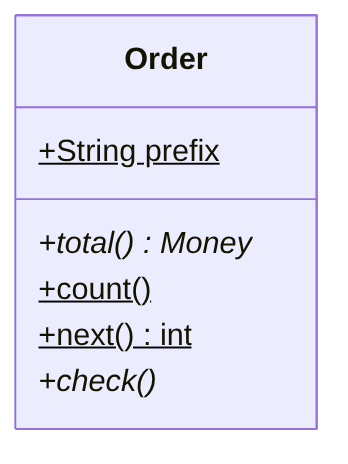 Order
+String prefix
+total() : Money
+count()
+next() : int
+check()